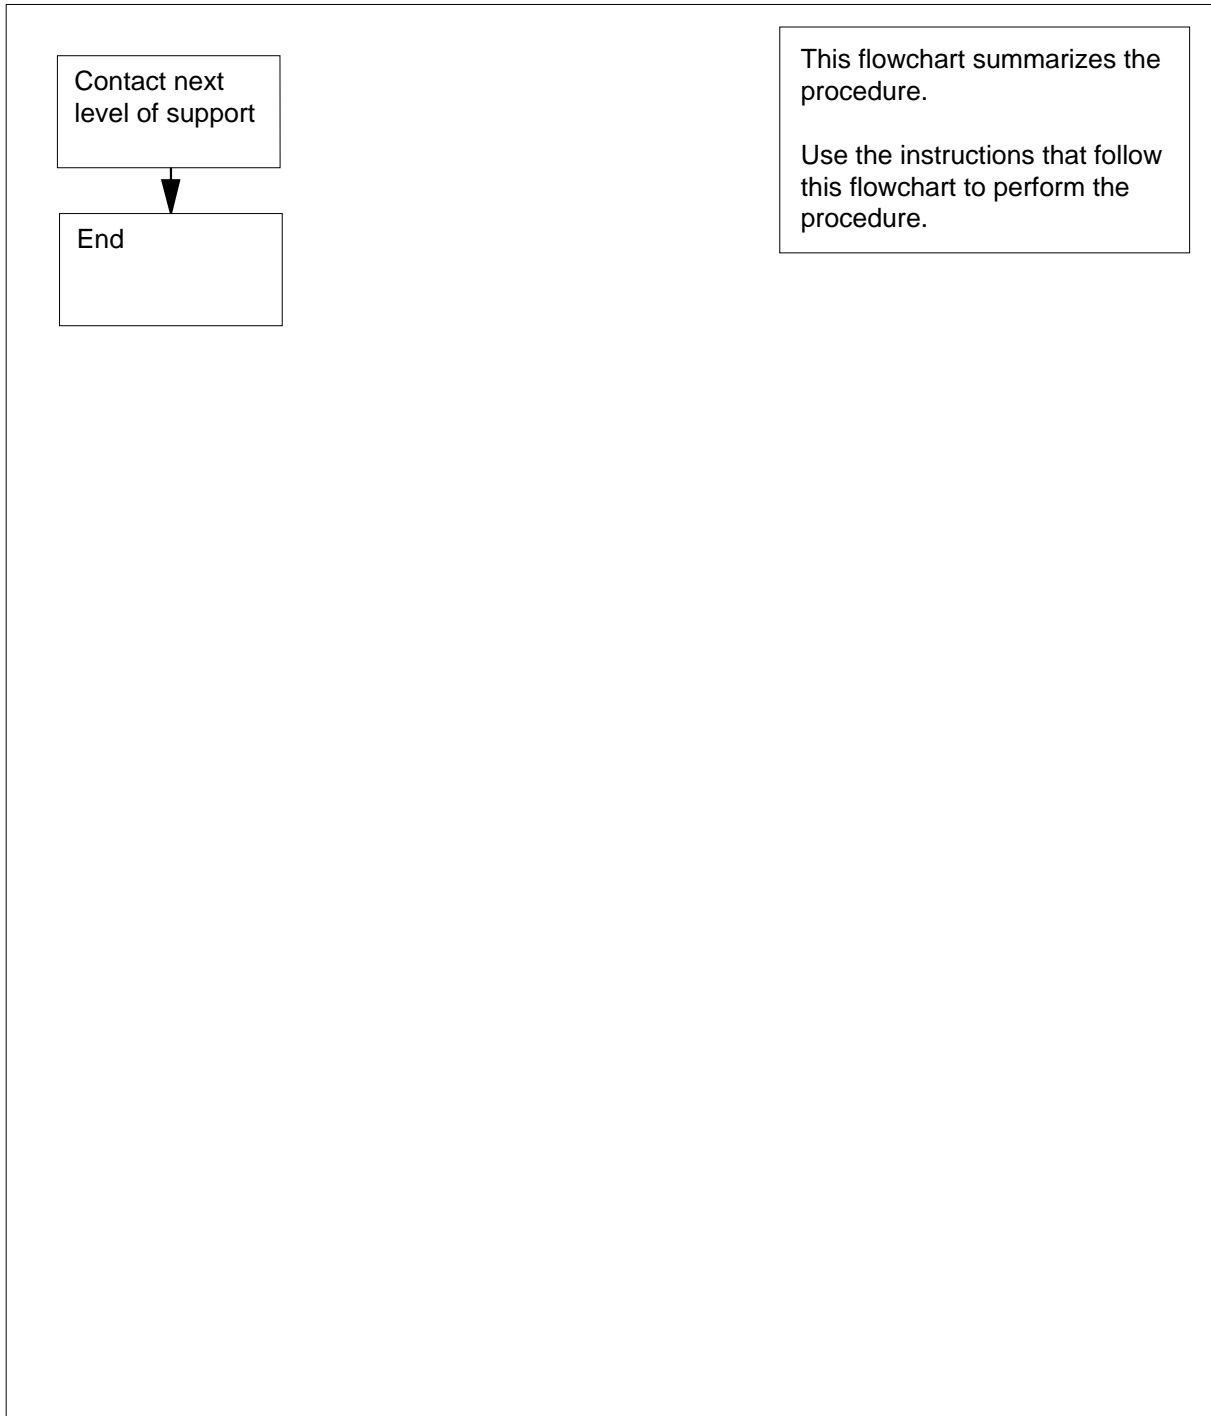 Contact next
level of support
End
This flowchart summarizes the
procedure.
Use the instructions that follow
this flowchart to perform the
procedure.